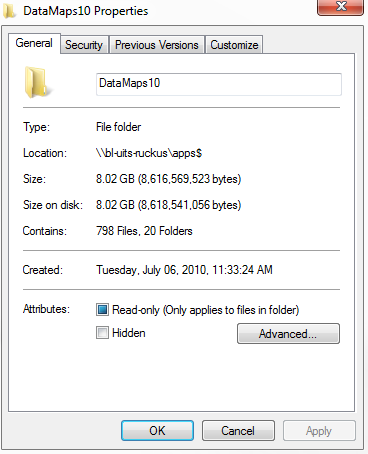 DataMaps10 Properties
General Security Previous Versions Customize
DataMaps10
Type: File folder
Location: \\bl-uits-ruckus\apps$
Size: 8.02 GB (8,616,569,523 bytes)
Size on disk: 8.02 GB (8,618,541,056 bytes)
Contains: 798 Files, 20 Folders
Created: Tuesday, July 06, 2010, 11:33:24 AM
Attributes: Read-only (Only applies to files in folder)
Hidden Advanced...
OK Cancel Apply